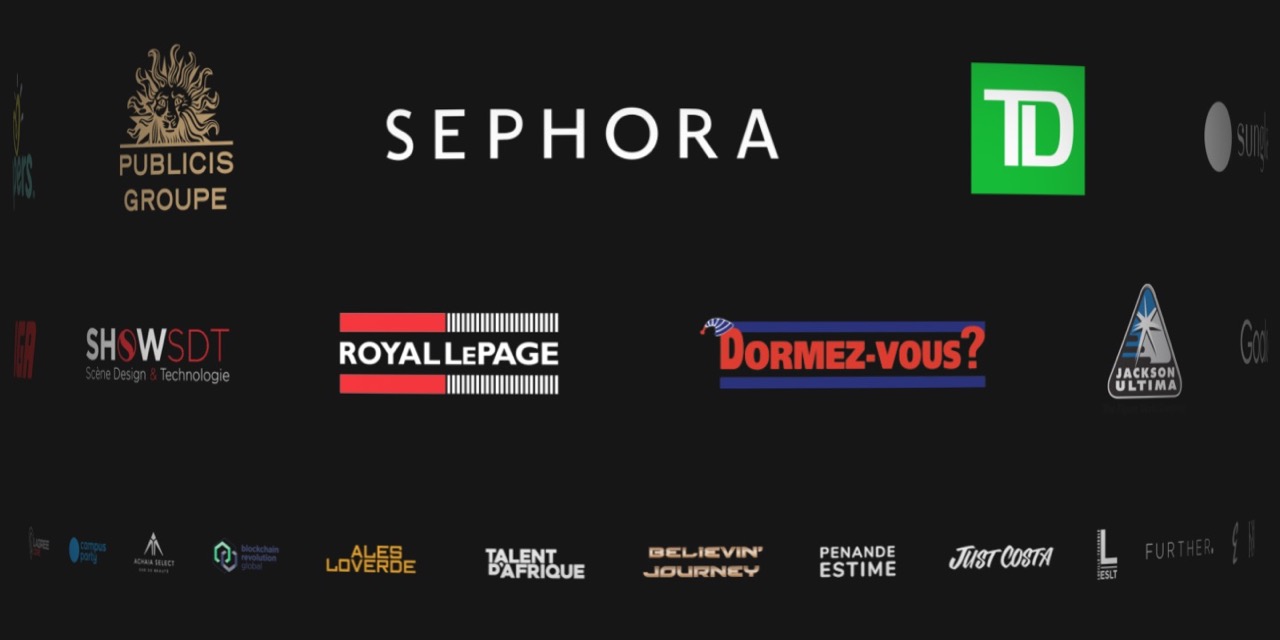 PUBLICIS
GROUPE
SEPHORA
TD
IGA
SHOWSDT
Scène Design & Technologie
ROYAL LEPAGE
DORMEZ-VOUS?
JACKSON
ULTIMA
campus
party
ACHAIA SELECT
blockchain
revolution
global
ALES
LOVERDE
TALENT
D'AFRIQUE
BELIEVIN'
JOURNEY
PENANDE
ESTIME
JUST COSTA
L
ESLT
FURTHER.